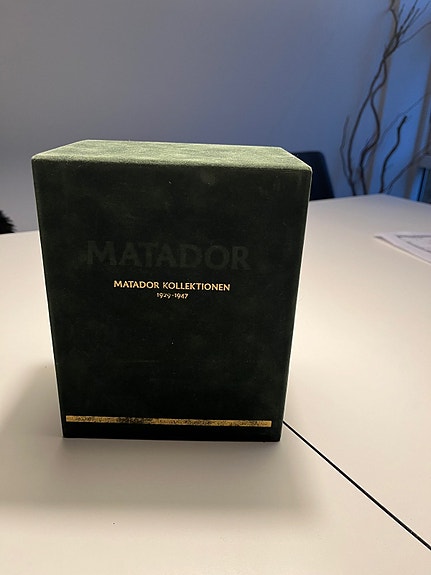 MATADOR
MATADOR KOLLEKTIONEN
1929-1947